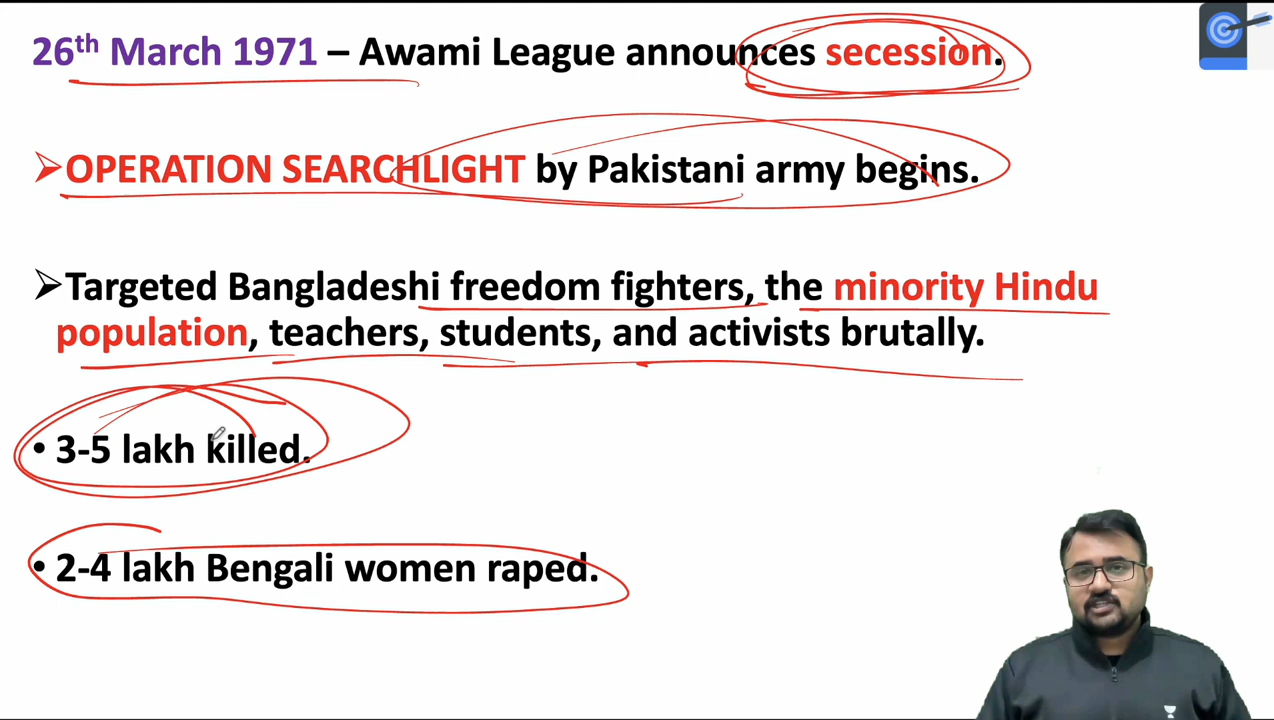 26th March 1971 – Awami League announces secession.
➢OPERATION SEARCHLIGHT by Pakistani army begins.
➢Targeted Bangladeshi freedom fighters, the minority Hindu
population, teachers, students, and activists brutally.
• 3-5 lakh killed.
• 2-4 lakh Bengali women raped.